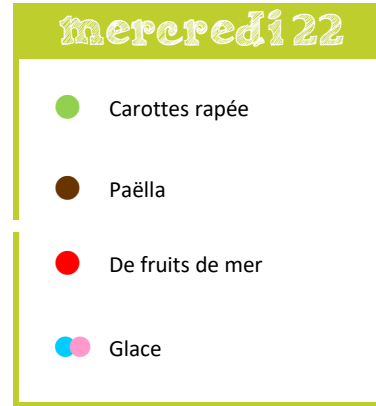 mercredi 22
Carottes rapée
Paëlla
De fruits de mer
Glace